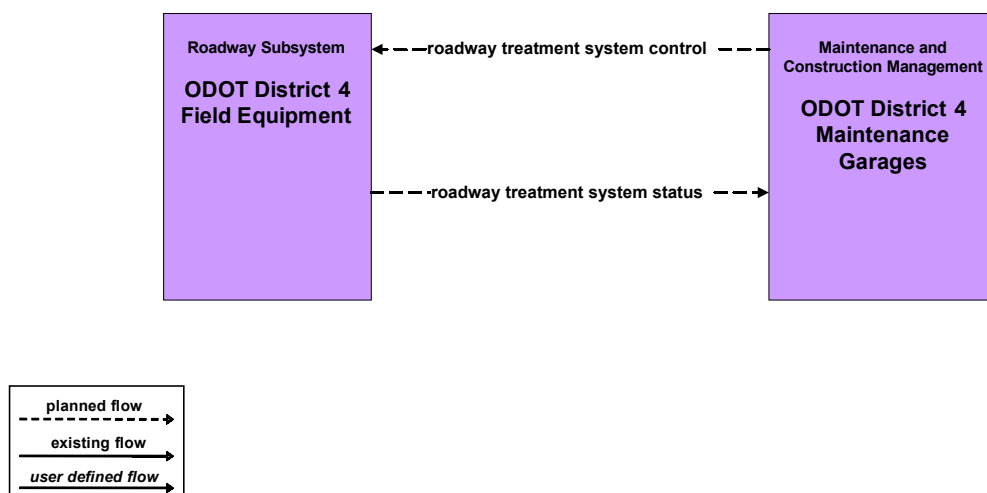 Roadway Subsystem
ODOT District 4
Field Equipment
roadway treatment system control
roadway treatment system status
Maintenance and
Construction Management
ODOT District 4
Maintenance
Garages
planned flow
existing flow
user defined flow